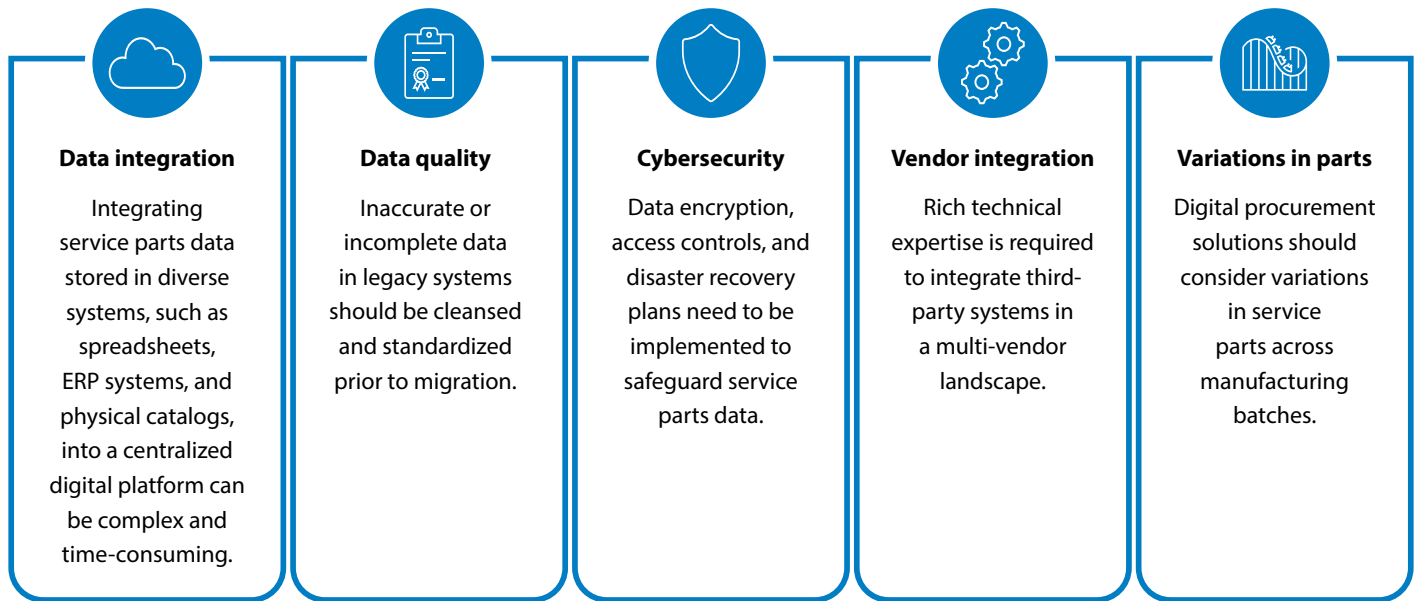 Data integration
Integrating
service parts data
stored in diverse
systems, such as
spreadsheets,
ERP systems, and
physical catalogs,
into a centralized
digital platform can
be complex and
time-consuming.
Data quality
Inaccurate or
incomplete data
in legacy systems
should be cleansed
and standardized
prior to migration.
Cybersecurity
Data encryption,
access controls, and
disaster recovery
plans need to be
implemented to
safeguard service
parts data.
Vendor integration
Rich technical
expertise is required
to integrate third-
party systems in
a multi-vendor
landscape.
Variations in parts
Digital procurement
solutions should
consider variations
in service
parts across
manufacturing
batches.